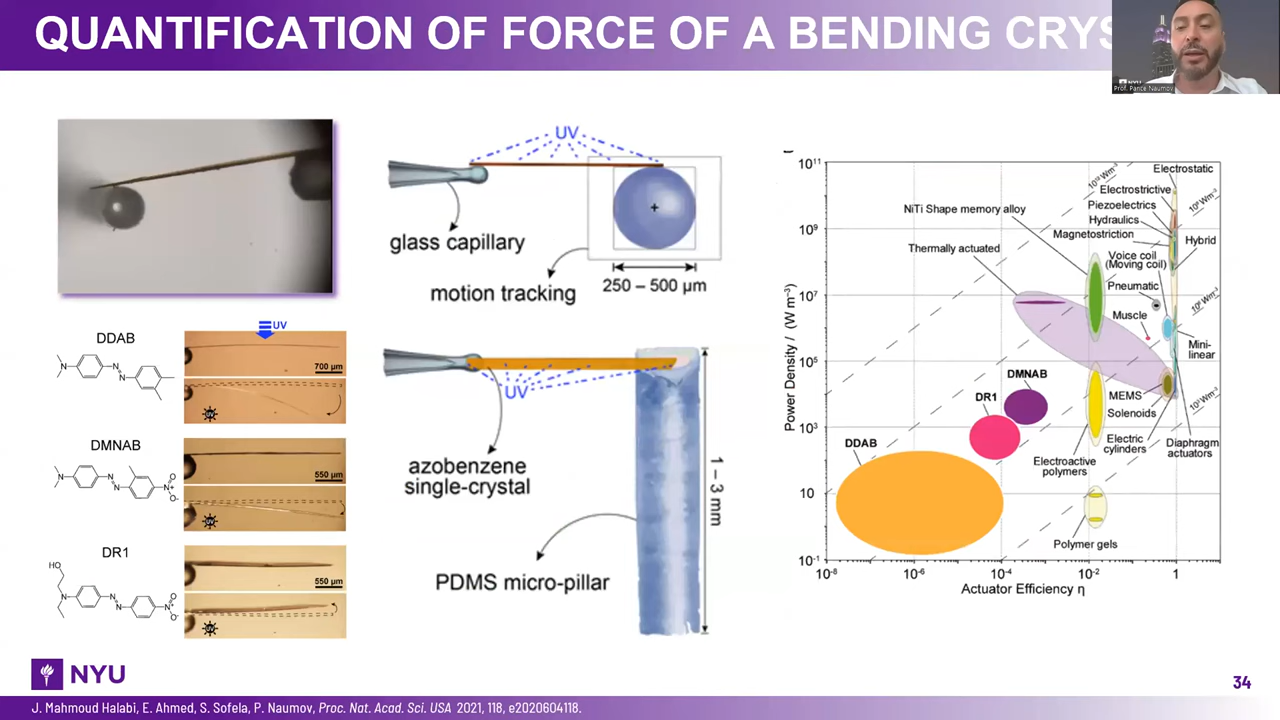 QUANTIFICATION OF FORCE OF A BENDING CRYS
Prof. Pance Naumov
UV
glass capillary
motion tracking
250 – 500 µm
UV
azobenzene
single-crystal
PDMS micro-pillar
1 – 3 mm
DDAB
UV
700 µm
UV
DMNAB
N
N
N
N
O
O-
550 µm
UV
DR1
HO
N
N
N
N
O
O-
550 µm
UV
Power Density / (W m⁻³)
10¹¹
10⁹
10⁷
10⁵
10³
10
10⁻¹
10⁻⁸
10⁻⁶
10⁻⁴
10⁻²
1
Actuator Efficiency η
Electrostatic
Electrostrictive
Piezoelectrics
Hydraulics
Magnetostriction
Hybrid
NiTi Shape memory alloy
Voice coil
(Moving coil)
Thermally actuated
Pneumatic
Muscle
Mini-
linear
DMNAB
DR1
DDAB
MEMS
Solenoids
Electric
cylinders
Diaphragm
actuators
Electroactive
polymers
Polymer gels
NYU
34
J. Mahmoud Halabi, E. Ahmed, S. Sofela, P. Naumov, Proc. Nat. Acad. Sci. USA 2021, 118, e2020604118.